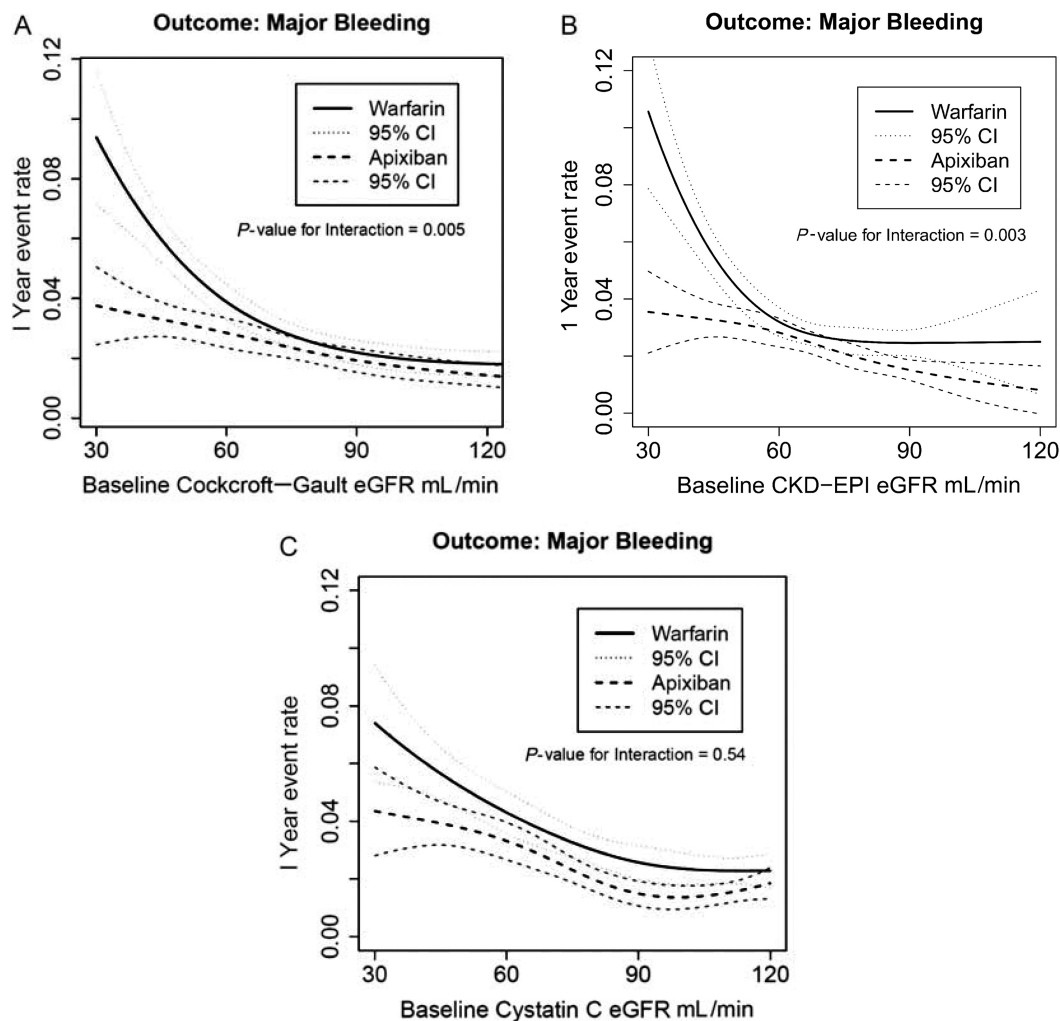 A
Outcome: Major Bleeding
0.12
0.08
0.04
0.00
I Year event rate
Warfarin
95% CI
Apixiban
95% CI
P-value for Interaction = 0.005
30 60 90 120
Baseline Cockcroft−Gault eGFR mL/min
B
Outcome: Major Bleeding
0.12
0.08
0.04
0.00
1 Year event rate
Warfarin
95% CI
Apixiban
95% CI
P-value for Interaction = 0.003
30 60 90 120
Baseline CKD−EPI eGFR mL/min
C
Outcome: Major Bleeding
0.12
0.08
0.04
0.00
I Year event rate
Warfarin
95% CI
Apixiban
95% CI
P-value for Interaction = 0.54
30 60 90 120
Baseline Cystatin C eGFR mL/min